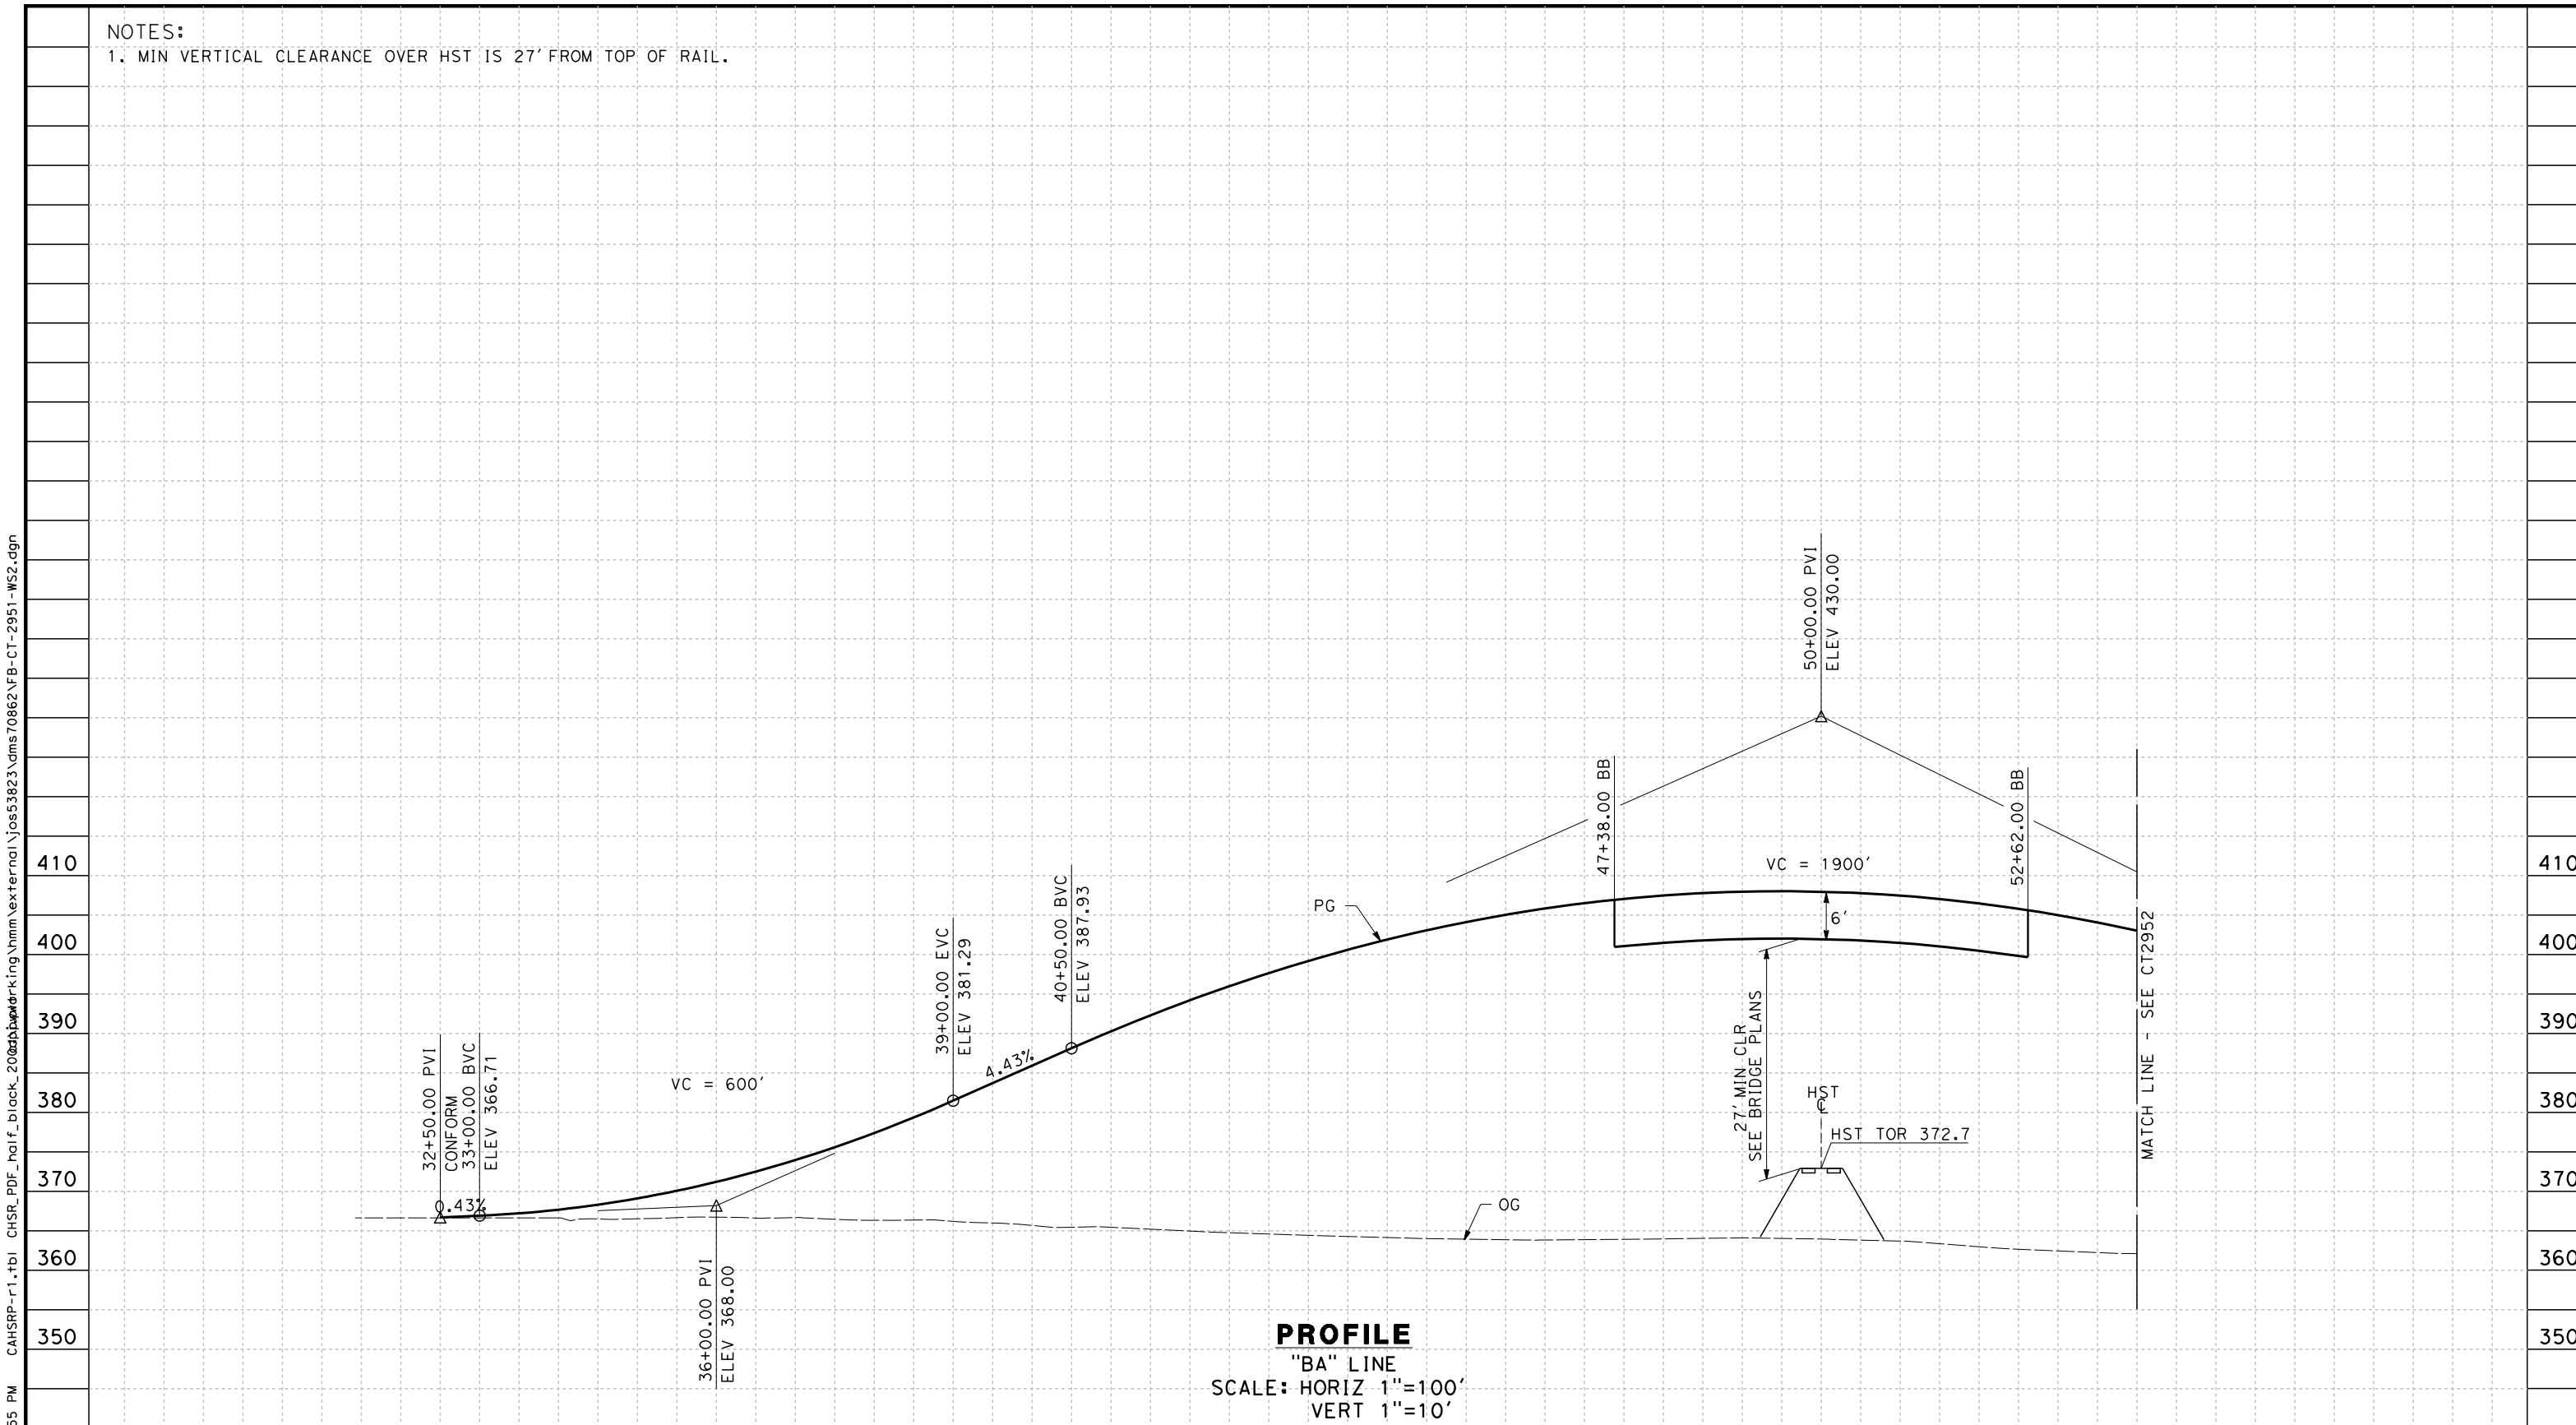 NOTES:
1. MIN VERTICAL CLEARANCE OVER HST IS 27' FROM TOP OF RAIL.
50+00.00 PVI
ELEV 430.00
47+38.00 BB
52+62.00 BB
VC = 1900'
6'
PG
40+50.00 BVC
ELEV 387.93
39+00.00 EVC
ELEV 381.29
4.43%
VC = 600'
32+50.00 PVI
CONFORM
33+00.00 BVC
ELEV 366.71
0.43%
36+00.00 PVI
ELEV 368.00
27' MIN CLR
SEE BRIDGE PLANS
HST
℄
HST TOR 372.7
OG
MATCH LINE - SEE CT2952
410
400
390
380
370
360
350
410
400
390
380
370
360
350
PROFILE
"BA" LINE
SCALE: HORIZ 1"=100'
VERT 1"=10'
55 PM CAHSRP-r1.tbl